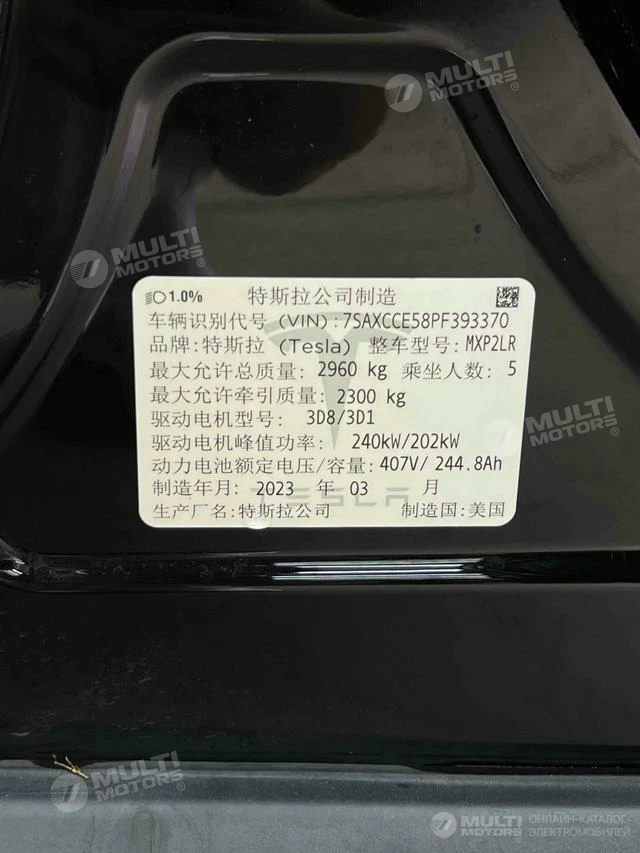 MULTI
MOTORS®
MULTI
MOTORS®
1.0% 特斯拉公司制造
车辆识别代号 (VIN):7SAXCCE58PF393370
品牌:特斯拉 (Tesla) 整车型号:MXP2LR
最大允许总质量: 2960 kg 乘坐人数: 5
最大允许牵引质量: 2300 kg
驱动电机型号: 3D8/3D1
驱动电机峰值功率: 240kW/202kW
动力电池额定电压/容量:407V/244.8Ah
制造年月: 2023 年 03 月
TESLA
生产厂名:特斯拉公司 制造国:美国
MULTI
MOTORS®
MULTI
MOTORS®
MULTI
MOTORS®
ОНЛАЙН-КАТАЛОГ
ЭЛЕКТРОМОБИЛЕЙ